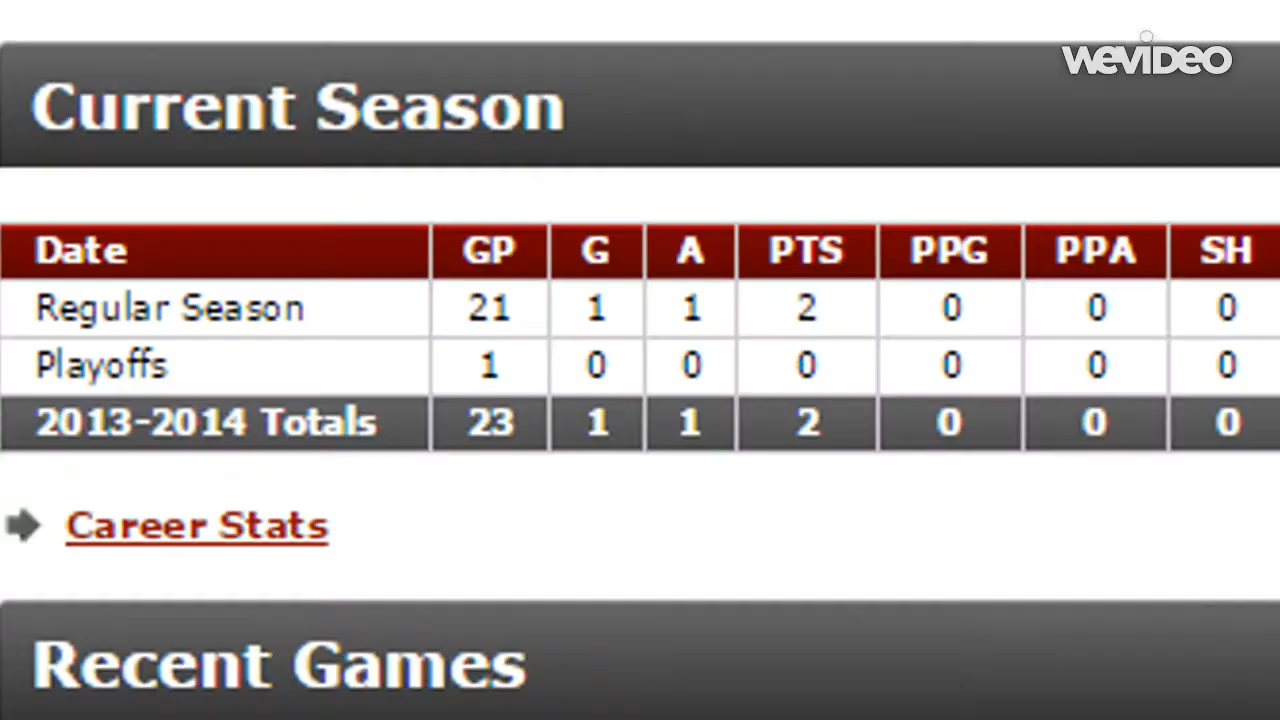 WEVIDEO
Current Season
Date GP G A PTS PPG PPA SH
Regular Season 21 1 1 2 0 0 0
Playoffs 1 0 0 0 0 0 0
2013-2014 Totals 23 1 1 2 0 0 0
Career Stats
Recent Games